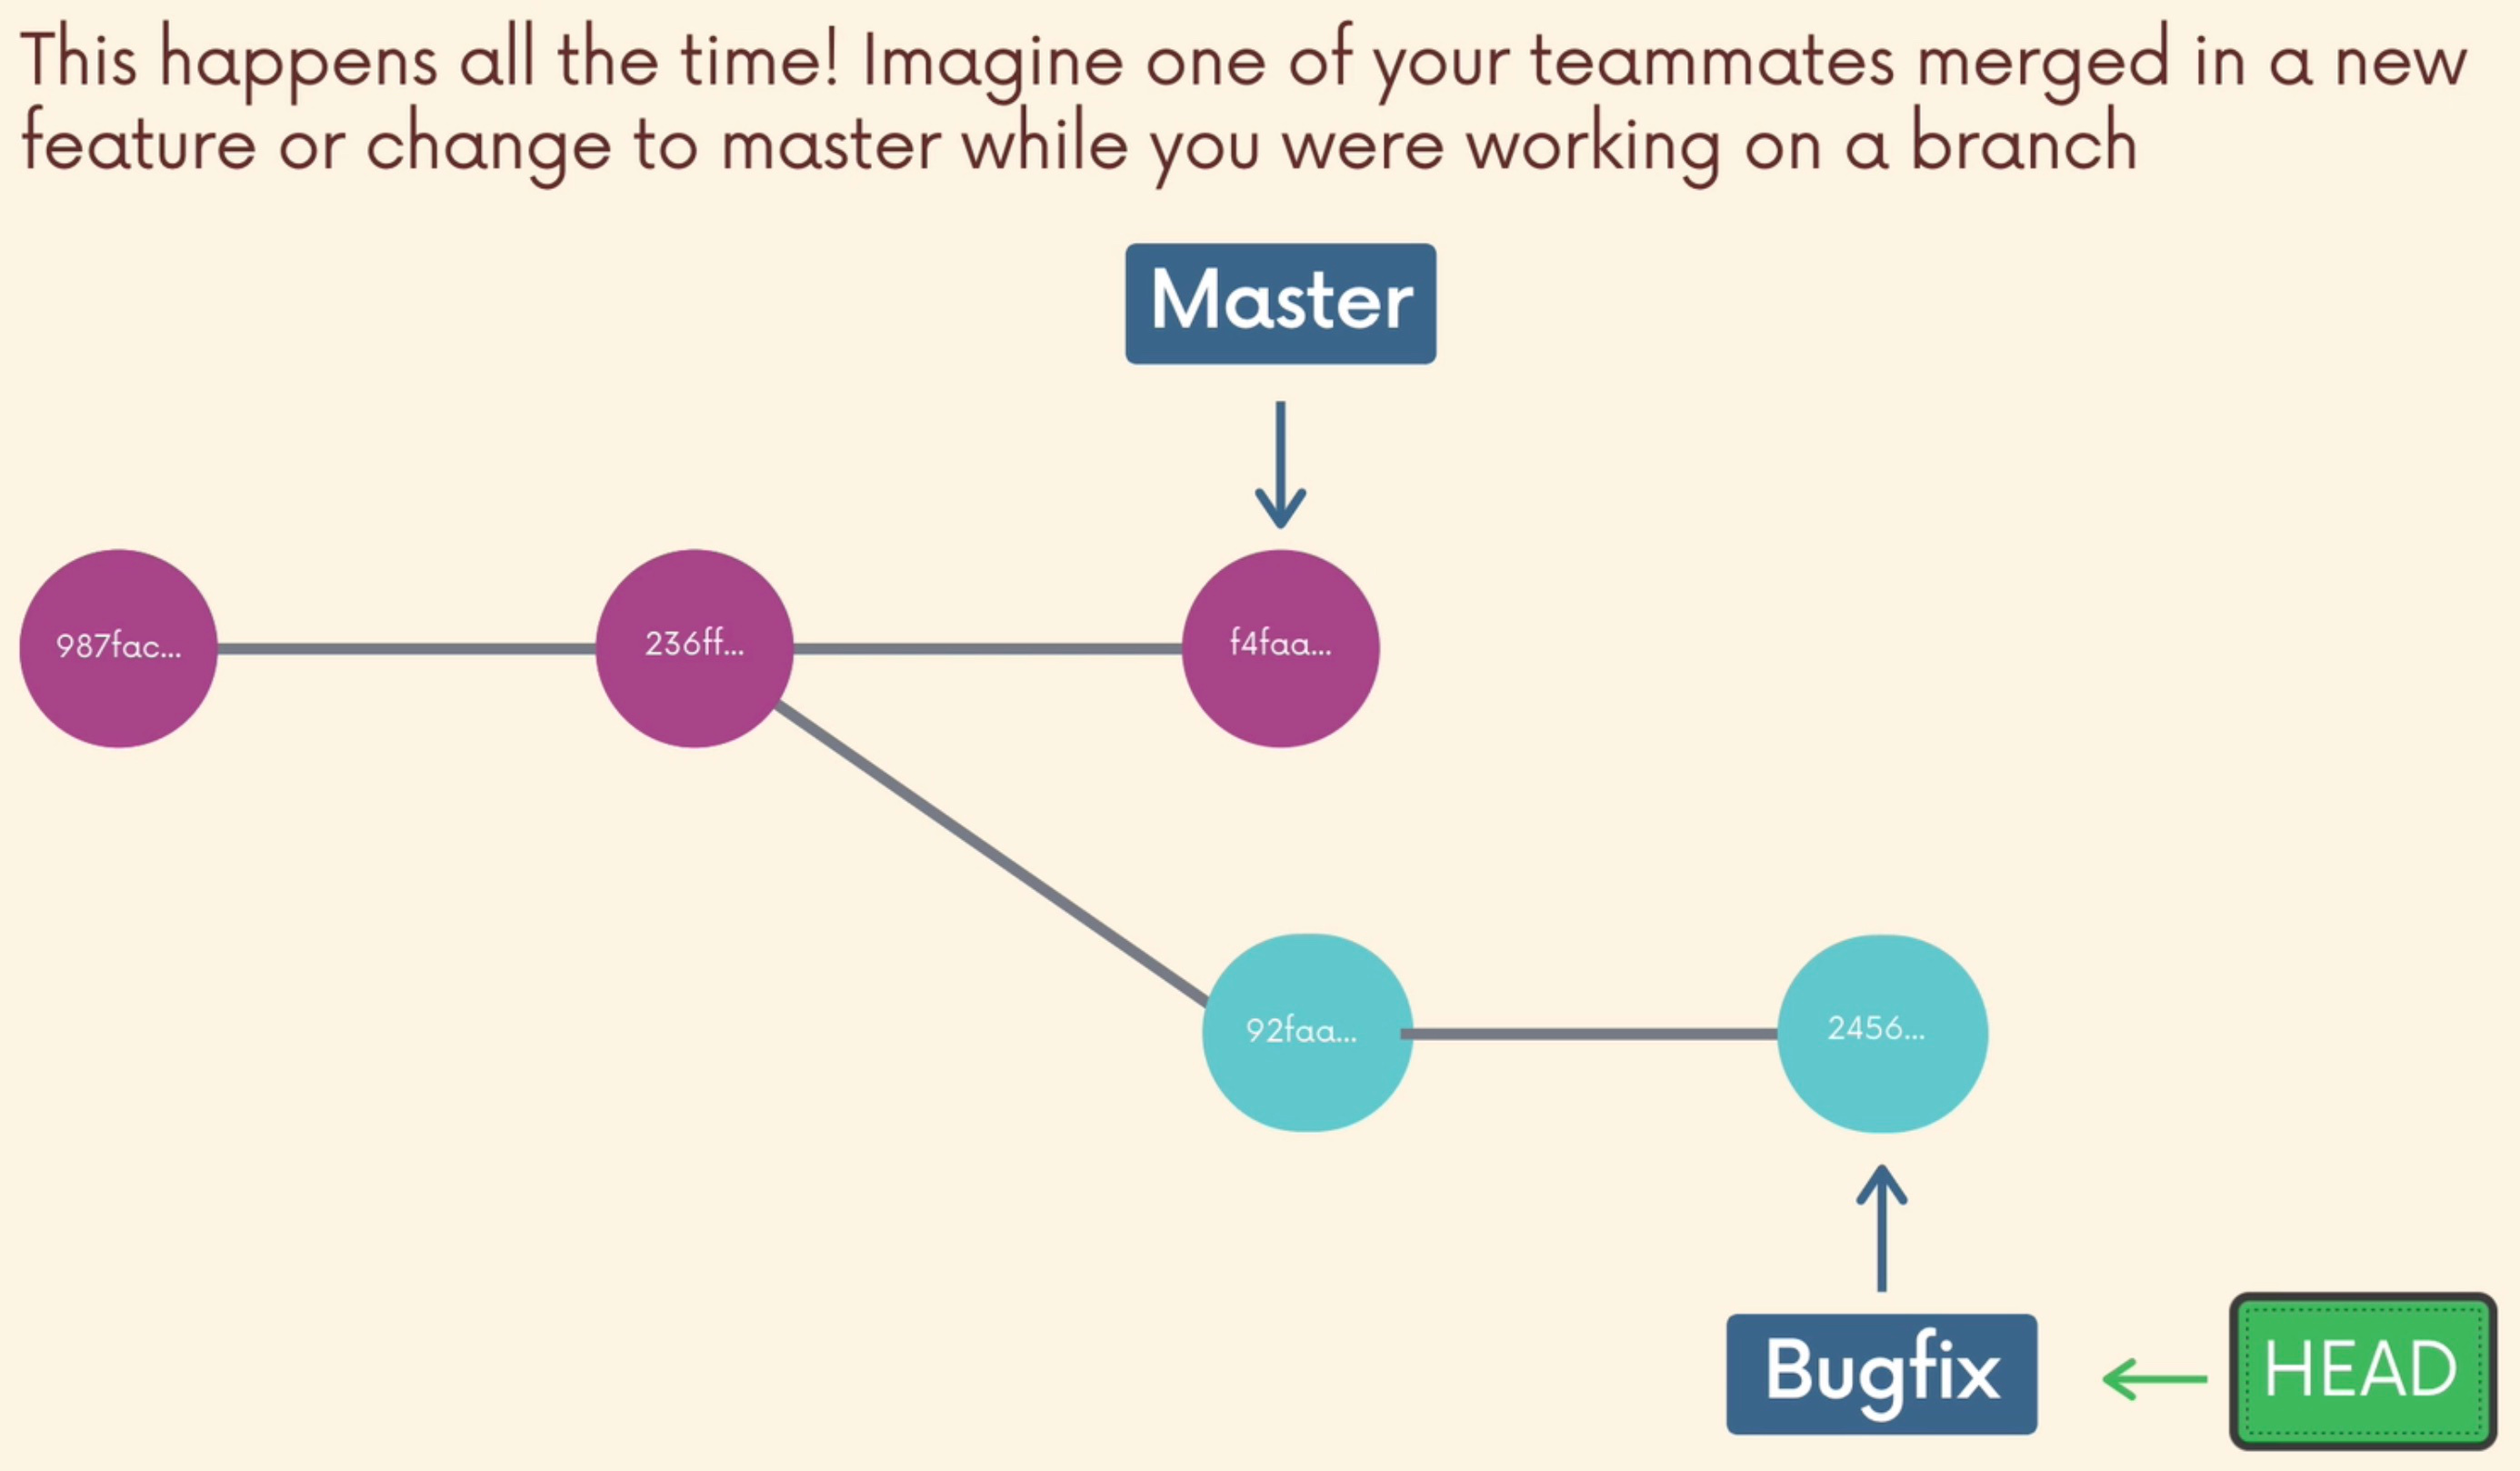 This happens all the time! Imagine one of your teammates merged in a new
feature or change to master while you were working on a branch
Master
987fac...
236ff...
f4faa...
92faa...
2456...
Bugfix
HEAD